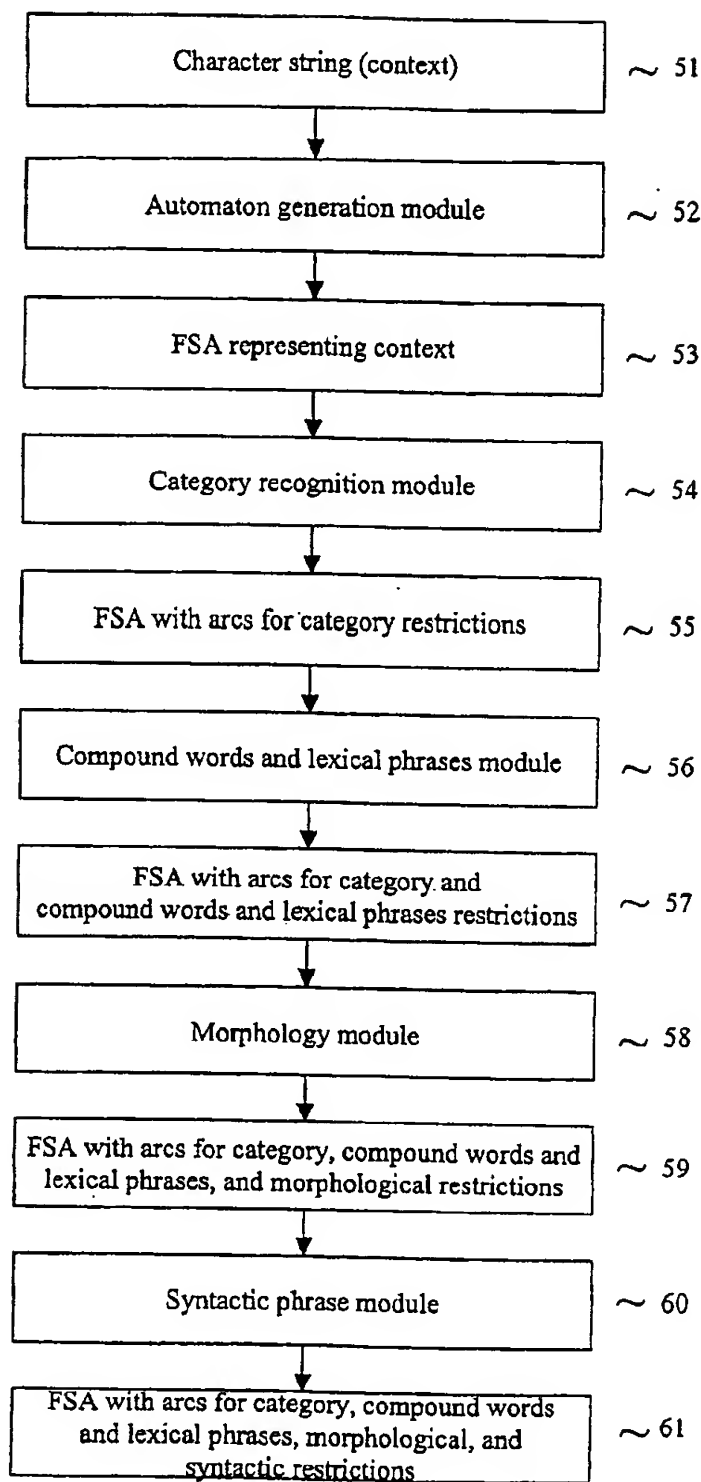 Character string (context) ~ 51
Automaton generation module ~ 52
FSA representing context ~ 53
Category recognition module ~ 54
FSA with arcs for category restrictions ~ 55
Compound words and lexical phrases module ~ 56
FSA with arcs for category and
compound words and lexical phrases restrictions ~ 57
Morphology module ~ 58
FSA with arcs for category, compound words and
lexical phrases, and morphological restrictions ~ 59
Syntactic phrase module ~ 60
FSA with arcs for category, compound words
and lexical phrases, morphological, and
syntactic restrictions ~ 61